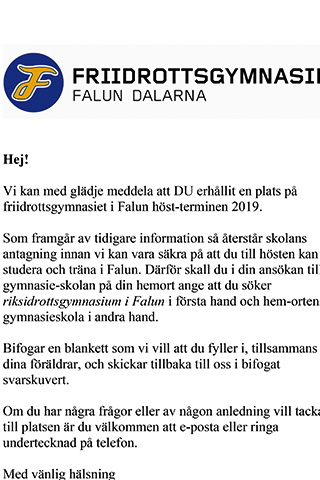 FRIIDROTTSGYMNASIE
FALUN DALARNA
Hej!
Vi kan med glädje meddela att DU erhållit en plats på
friidrottsgymnasiet i Falun höst-terminen 2019.
Som framgår av tidigare information så återstår skolans
antagning innan vi kan vara säkra på att du till hösten kan
studera och träna i Falun. Därför skall du i din ansökan till
gymnasie-skolan på din hemort ange att du söker
riksidrottsgymnasium i Falun i första hand och hem-orten
gymnasieskola i andra hand.
Bifogar en blankett som vi vill att du fyller i, tillsammans
dina föräldrar, och skickar tillbaka till oss i bifogat
svarskuvert.
Om du har några frågor eller av någon anledning vill tacka
till platsen är du välkommen att e-posta eller ringa
undertecknad på telefon.
Med vänlig hälsning